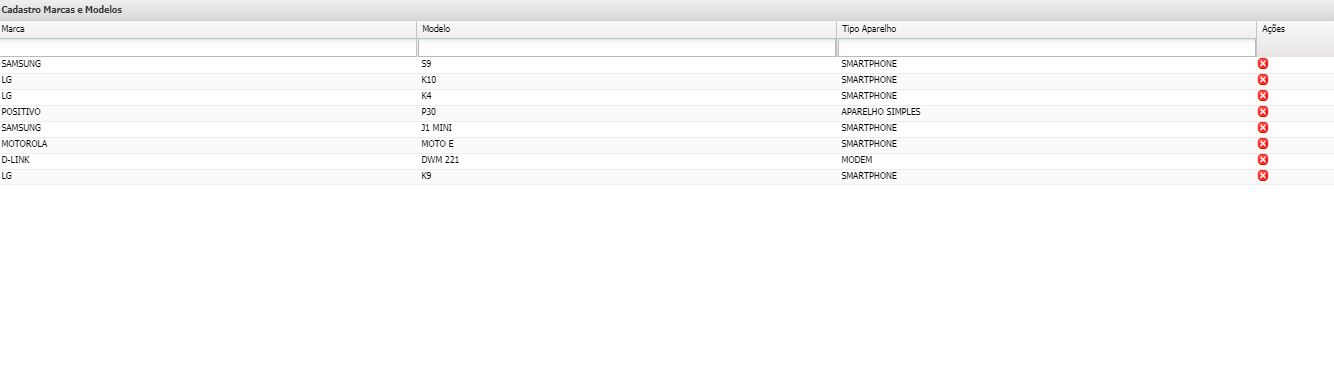 Cadastro Marcas e Modelos
Marca Modelo Tipo Aparelho Ações
SAMSUNG S9 SMARTPHONE
LG K10 SMARTPHONE
LG K4 SMARTPHONE
POSITIVO P30 APARELHO SIMPLES
SAMSUNG J1 MINI SMARTPHONE
MOTOROLA MOTO E SMARTPHONE
D-LINK DWM 221 MODEM
LG K9 SMARTPHONE